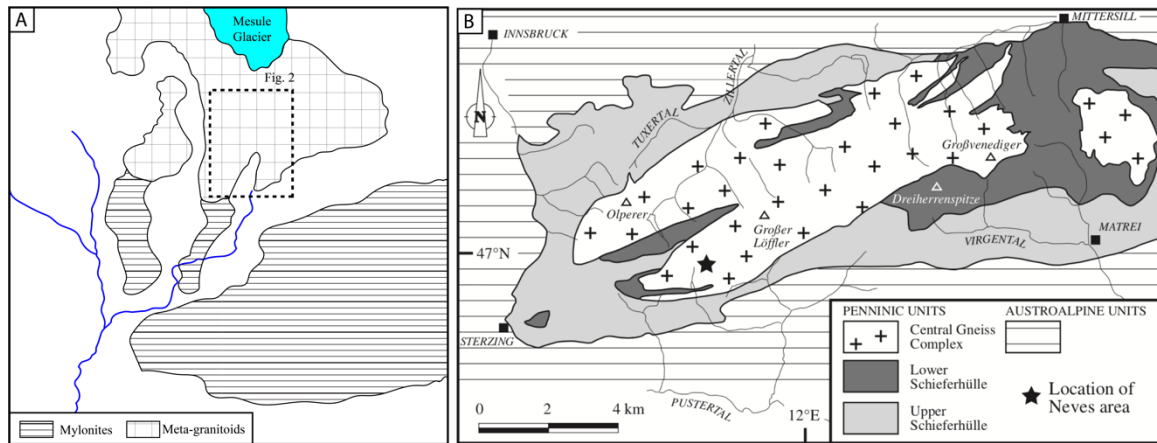 A
Mesule
Glacier
Fig. 2
Mylonites
Meta-granitoids
B
INNSBRUCK
MITTERSILL
N
ZILLERTAL
TUXERTAL
Großvenediger
Dreiherrenspitze
Olperer
Großer
Löffler
47°N
VIRGENTAL
MATREI
STERZING
PUSTERTAL
0 2 4 km
12°E
PENNINIC UNITS
AUSTROALPINE UNITS
Central Gneiss
Complex
Lower
Schieferhülle
Upper
Schieferhülle
Location of
Neves area